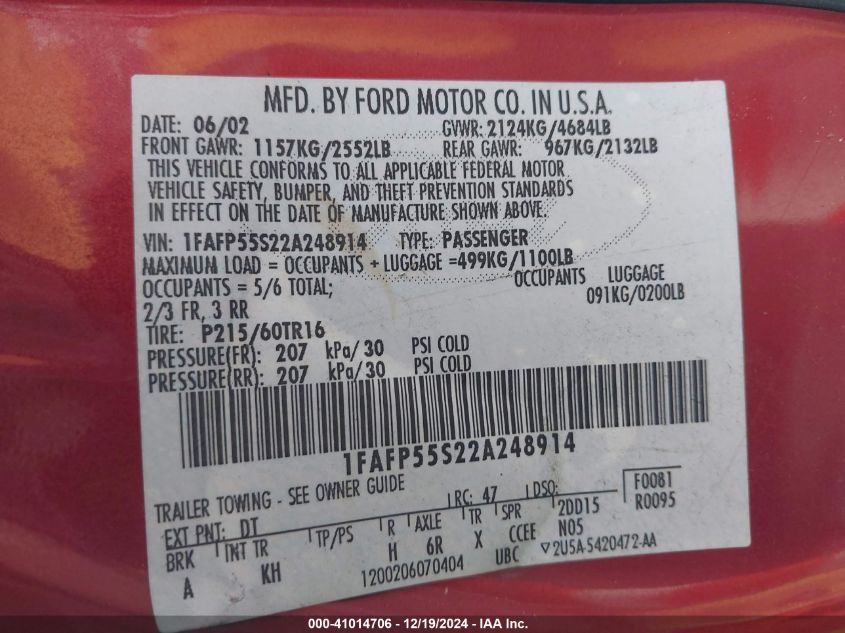 MFD. BY FORD MOTOR CO. IN U.S.A.
DATE: 06/02 GVWR: 2124KG/4684LB
FRONT GAWR: 1157KG/2552LB REAR GAWR: 967KG/2132LB
THIS VEHICLE CONFORMS TO ALL APPLICABLE FEDERAL MOTOR
VEHICLE SAFETY, BUMPER, AND THEFT PREVENTION STANDARDS
IN EFFECT ON THE DATE OF MANUFACTURE SHOWN ABOVE.
VIN: 1FAFP55S22A248914 TYPE: PASSENGER
MAXIMUM LOAD = OCCUPANTS + LUGGAGE =499KG/1100LB
OCCUPANTS = 5/6 TOTAL; OCCUPANTS LUGGAGE
2/3 FR, 3 RR 091KG/0200LB
TIRE: P215/60TR16
PRESSURE(FR): 207 kPa/30 PSI COLD
PRESSURE(RR): 207 kPa/30 PSI COLD
1FAFP55S22A248914
TRAILER TOWING - SEE OWNER GUIDE
EXT PNT: DT RC: 47 DSO: F0081
BRK INT TR TP/PS R AXLE TR SPR 2DD15 R0095
A KH H 6R X CCEE N05
1200206070404 UBC ▽2U5A-5420472-AA
000-41014706 - 12/19/2024 - IAA Inc.